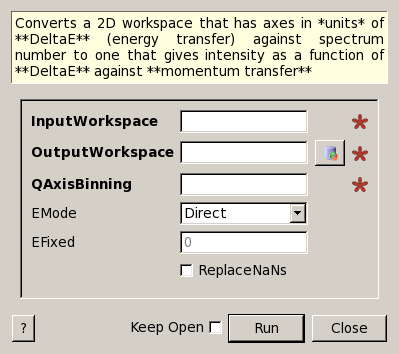 Converts a 2D workspace that has axes in *units* of
**DeltaE** (energy transfer) against spectrum
number to one that gives intensity as a function of
**DeltaE** against **momentum transfer**
InputWorkspace
OutputWorkspace
QAxisBinning
EMode Direct
EFixed 0
ReplaceNaNs
? Keep Open Run Close